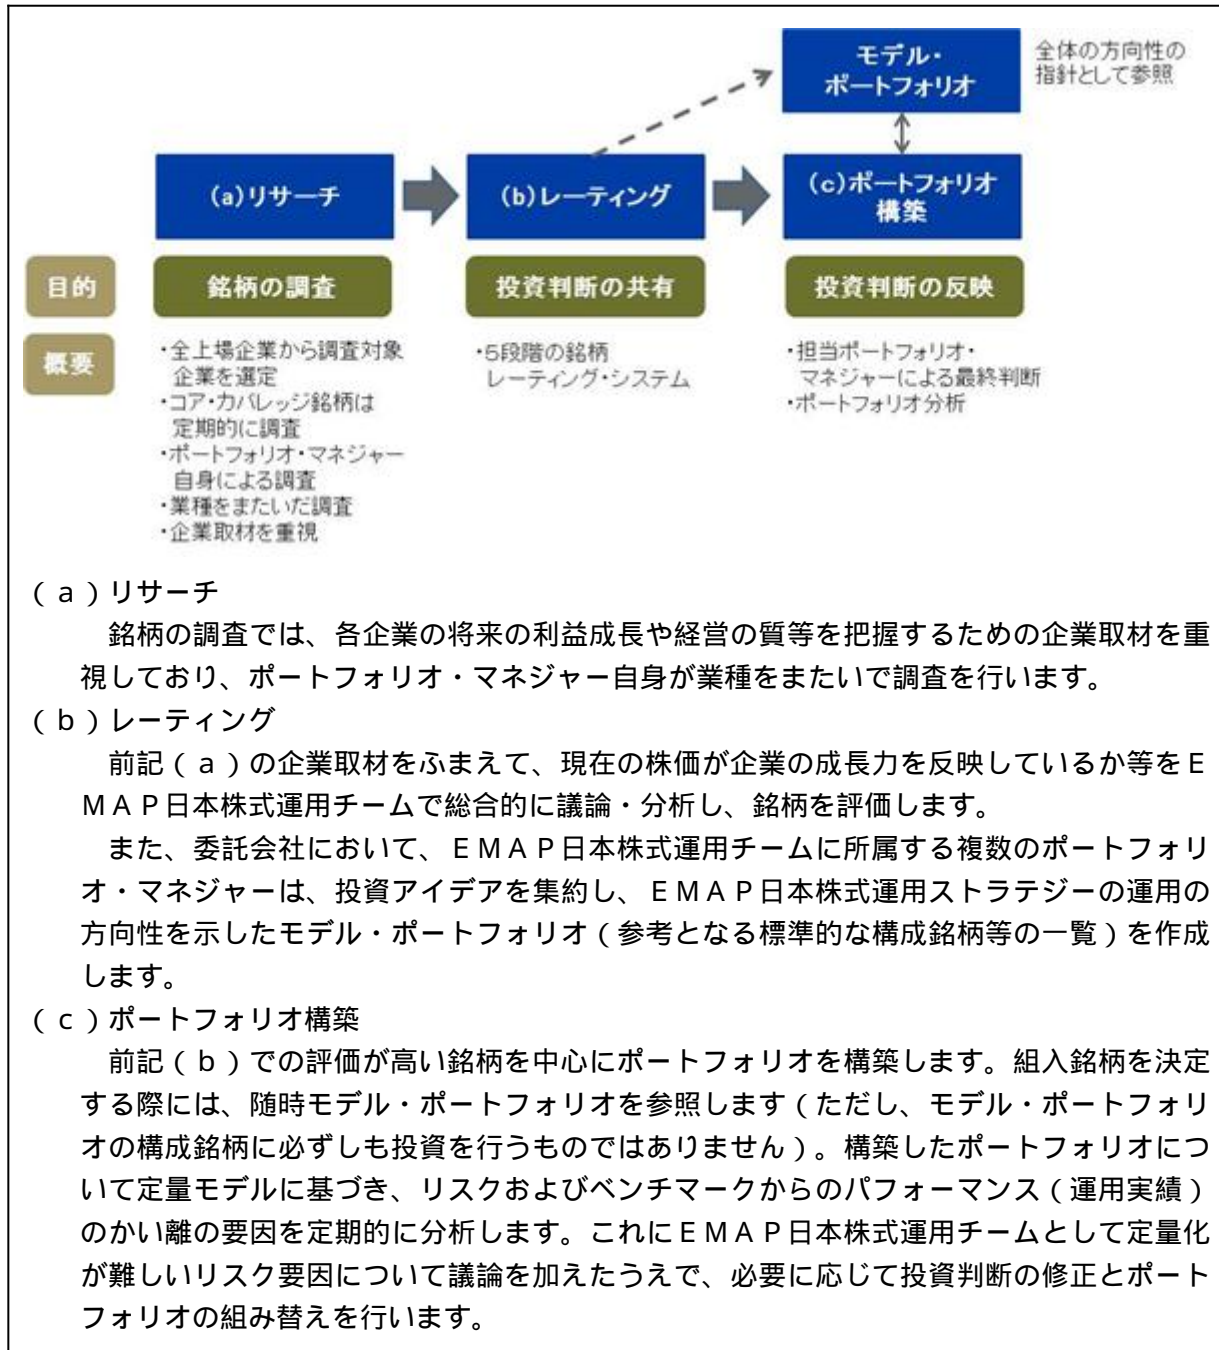 モデル・
ポートフォリオ
全体の方向性の
指針として参照
(a)リサーチ
(b)レーティング
(c)ポートフォリオ
構築
目的
銘柄の調査
投資判断の共有
投資判断の反映
概要
・全上場企業から調査対象
企業を選定
・コア・カバレッジ銘柄は
定期的に調査
・ポートフォリオ・マネジャー
自身による調査
・業種をまたいだ調査
・企業取材を重視
・5段階の銘柄
レーティング・システム
・担当ポートフォリオ・
マネジャーによる最終判断
・ポートフォリオ分析
(a)リサーチ
銘柄の調査では、各企業の将来の利益成長や経営の質等を把握するための企業取材を重
視しており、ポートフォリオ・マネジャー自身が業種をまたいで調査を行います。
(b)レーティング
前記(a)の企業取材をふまえて、現在の株価が企業の成長力を反映しているか等をE
MAP日本株式運用チームで総合的に議論・分析し、銘柄を評価します。
また、委託会社において、EMAP日本株式運用チームに所属する複数のポートフォリ
オ・マネジャーは、投資アイデアを集約し、EMAP日本株式運用ストラテジーの運用の
方向性を示したモデル・ポートフォリオ(参考となる標準的な構成銘柄等の一覧)を作成
します。
(c)ポートフォリオ構築
前記(b)での評価が高い銘柄を中心にポートフォリオを構築します。組入銘柄を決定
する際には、随時モデル・ポートフォリオを参照します(ただし、モデル・ポートフォリ
オの構成銘柄に必ずしも投資を行うものではありません)。構築したポートフォリオにつ
いて定量モデルに基づき、リスクおよびベンチマークからのパフォーマンス(運用実績)
のかい離の要因を定期的に分析します。これにEMAP日本株式運用チームとして定量化
が難しいリスク要因について議論を加えたうえで、必要に応じて投資判断の修正とポート
フォリオの組み替えを行います。